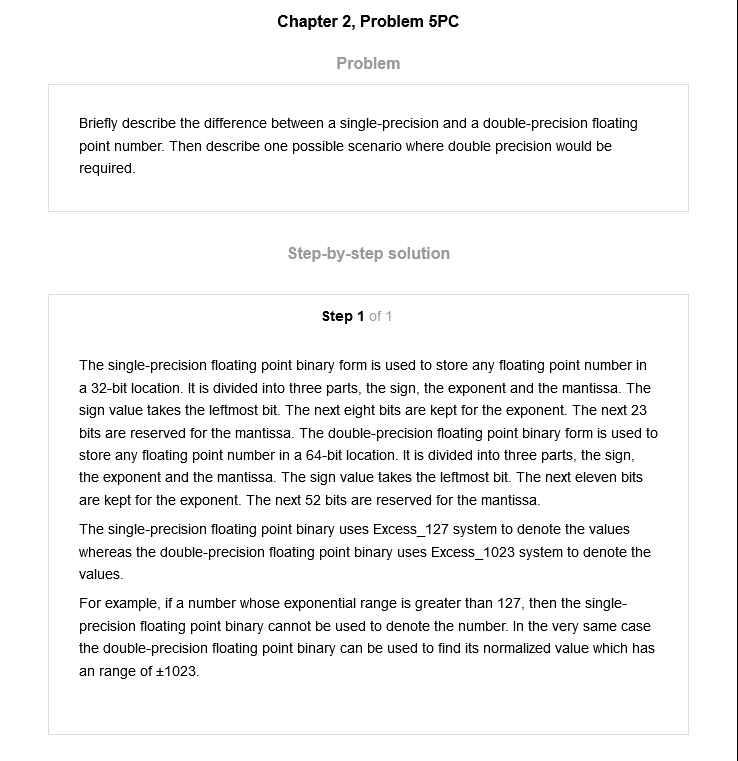 Chapter 2, Problem 5PC
Problem
Briefly describe the difference between a single-precision and a double-precision floating
point number. Then describe one possible scenario where double precision would be
required.
Step-by-step solution
Step 1 of 1
The single-precision floating point binary form is used to store any floating point number in
a 32-bit location. It is divided into three parts, the sign, the exponent and the mantissa. The
sign value takes the leftmost bit. The next eight bits are kept for the exponent. The next 23
bits are reserved for the mantissa. The double-precision floating point binary form is used to
store any floating point number in a 64-bit location. It is divided into three parts, the sign,
the exponent and the mantissa. The sign value takes the leftmost bit. The next eleven bits
are kept for the exponent. The next 52 bits are reserved for the mantissa.
The single-precision floating point binary uses Excess_127 system to denote the values
whereas the double-precision floating point binary uses Excess_1023 system to denote the
values.
For example, if a number whose exponential range is greater than 127, then the single-
precision floating point binary cannot be used to denote the number. In the very same case
the double-precision floating point binary can be used to find its normalized value which has
an range of ±1023.